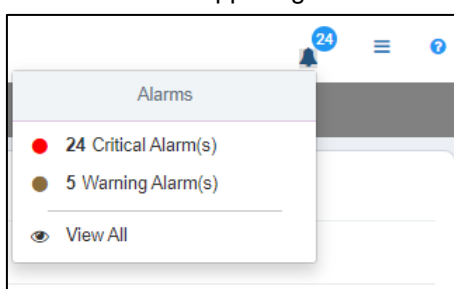 24
?
Alarms
24 Critical Alarm(s)
5 Warning Alarm(s)
View All